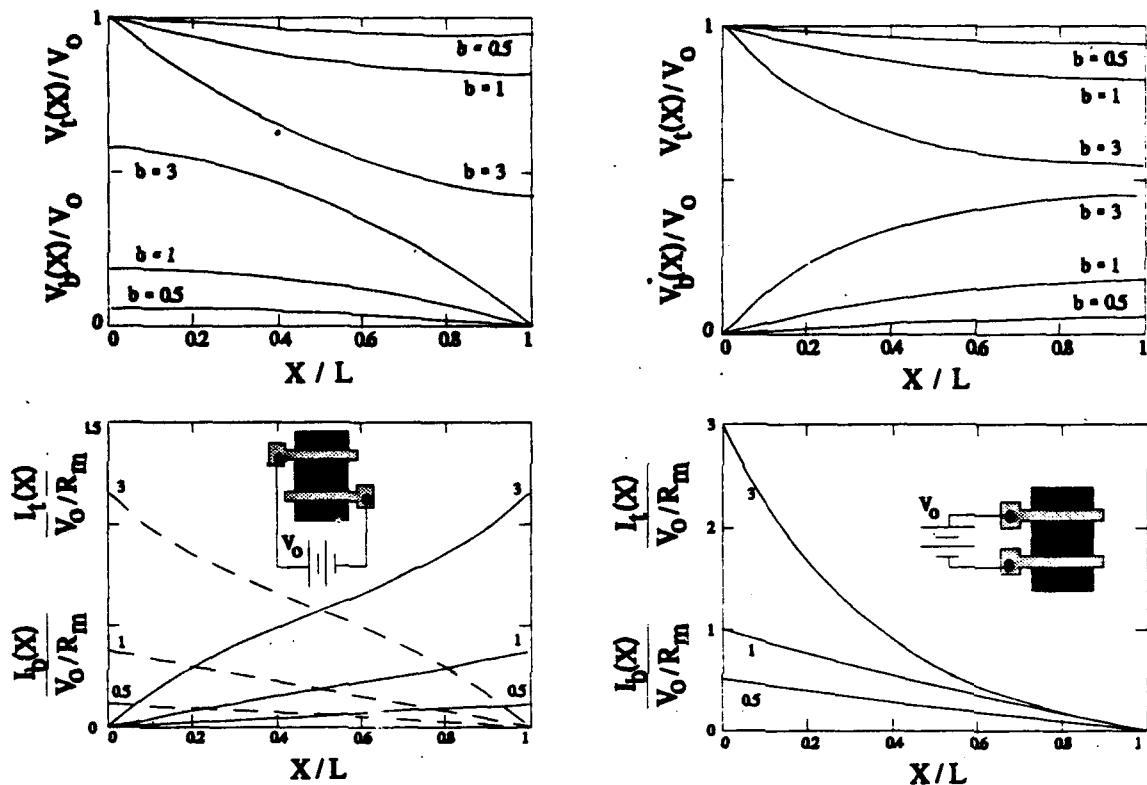 1
V_t(X)/V_o
V_b(X)/V_o
b = 0.5
b = 1
b = 3
b = 3
b = 1
b = 0.5
0
0 0.2 0.4 0.6 0.8 1
X / L
1
V_t(X)/V_o
V_b(X)/V_o
b = 0.5
b = 1
b = 3
b = 3
b = 1
b = 0.5
0
0 0.2 0.4 0.6 0.8 1
X / L
1.5
I_t(X)
V_o/R_m
I_b(X)
V_o/R_m
3
3
V_o
1
1
0.5
0.5
0
0 0.2 0.4 0.6 0.8 1
X/L
3
2
1
0
I_t(X)
V_o/R_m
I_b(X)
V_o/R_m
3
V_o
1
0.5
0 0.2 0.4 0.6 0.8 1
X/L